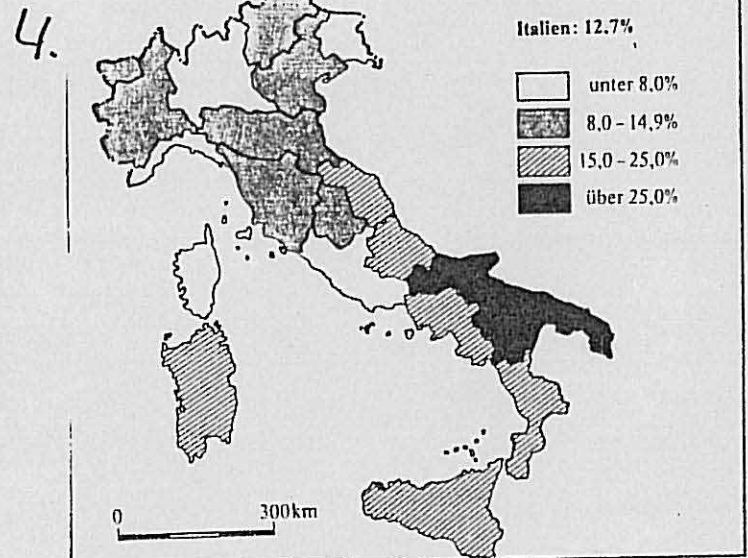 4.
Italien: 12.7%
unter 8,0%
8,0 – 14,9%
15,0 – 25,0%
über 25,0%
0 300km